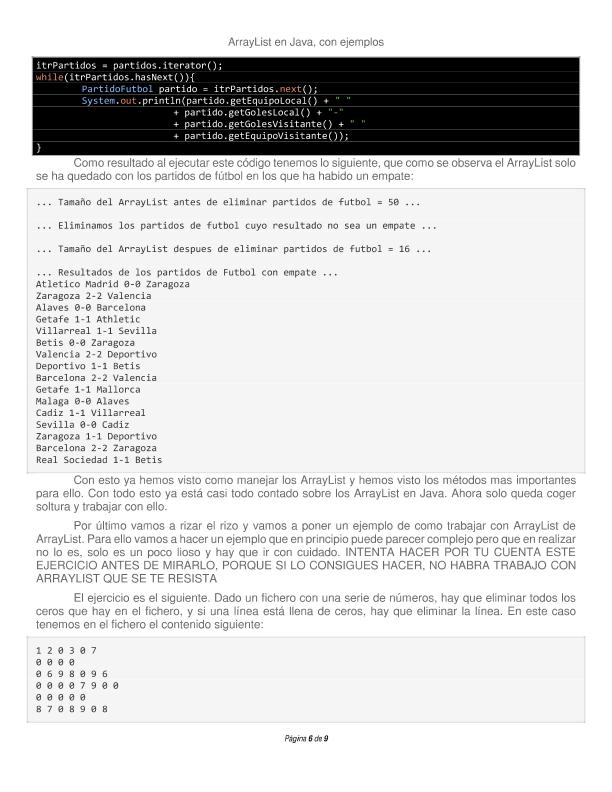 ArrayList en Java, con ejemplos
itrPartidos = partidos.iterator();
while(itrPartidos.hasNext()){
PartidoFutbol partido = itrPartidos.next();
System.out.println(partido.getEquipoLocal() + " "
+ partido.getGolesLocal() + "-"
+ partido.getGolesVisitante() + " "
+ partido.getEquipoVisitante());
}
Como resultado al ejecutar este código tenemos lo siguiente, que como se observa el ArrayList solo
se ha quedado con los partidos de fútbol en los que ha habido un empate:
... Tamaño del ArrayList antes de eliminar partidos de futbol = 50 ...
... Eliminamos los partidos de futbol cuyo resultado no sea un empate ...
... Tamaño del ArrayList despues de eliminar partidos de futbol = 16 ...
... Resultados de los partidos de Futbol con empate ...
Atletico Madrid 0-0 Zaragoza
Zaragoza 2-2 Valencia
Alaves 0-0 Barcelona
Getafe 1-1 Athletic
Villarreal 1-1 Sevilla
Betis 0-0 Zaragoza
Valencia 2-2 Deportivo
Deportivo 1-1 Betis
Barcelona 2-2 Valencia
Getafe 1-1 Mallorca
Malaga 0-0 Alaves
Cadiz 1-1 Villarreal
Sevilla 0-0 Cadiz
Zaragoza 1-1 Deportivo
Barcelona 2-2 Zaragoza
Real Sociedad 1-1 Betis
Con esto ya hemos visto como manejar los ArrayList y hemos visto los métodos mas importantes
para ello. Con todo esto ya está casi todo contado sobre los ArrayList en Java. Ahora solo queda coger
soltura y trabajar con ello.
Por último vamos a rizar el rizo y vamos a poner un ejemplo de como trabajar con ArrayList de
ArrayList. Para ello vamos a hacer un ejemplo que en principio puede parecer complejo pero que en realizar
no lo es, solo es un poco lioso y hay que ir con cuidado. INTENTA HACER POR TU CUENTA ESTE
EJERCICIO ANTES DE MIRARLO, PORQUE SI LO CONSIGUES HACER, NO HABRA TRABAJO CON
ARRAYLIST QUE SE TE RESISTA
El ejercicio es el siguiente. Dado un fichero con una serie de números, hay que eliminar todos los
ceros que hay en el fichero, y si una línea está llena de ceros, hay que eliminar la línea. En este caso
tenemos en el fichero el contenido siguiente:
1 2 0 3 0 7
0 0 0 0
0 6 9 8 0 9 6
0 0 0 0 7 9 0 0
0 0 0 0 0
8 7 0 8 9 0 8
Página 6 de 9